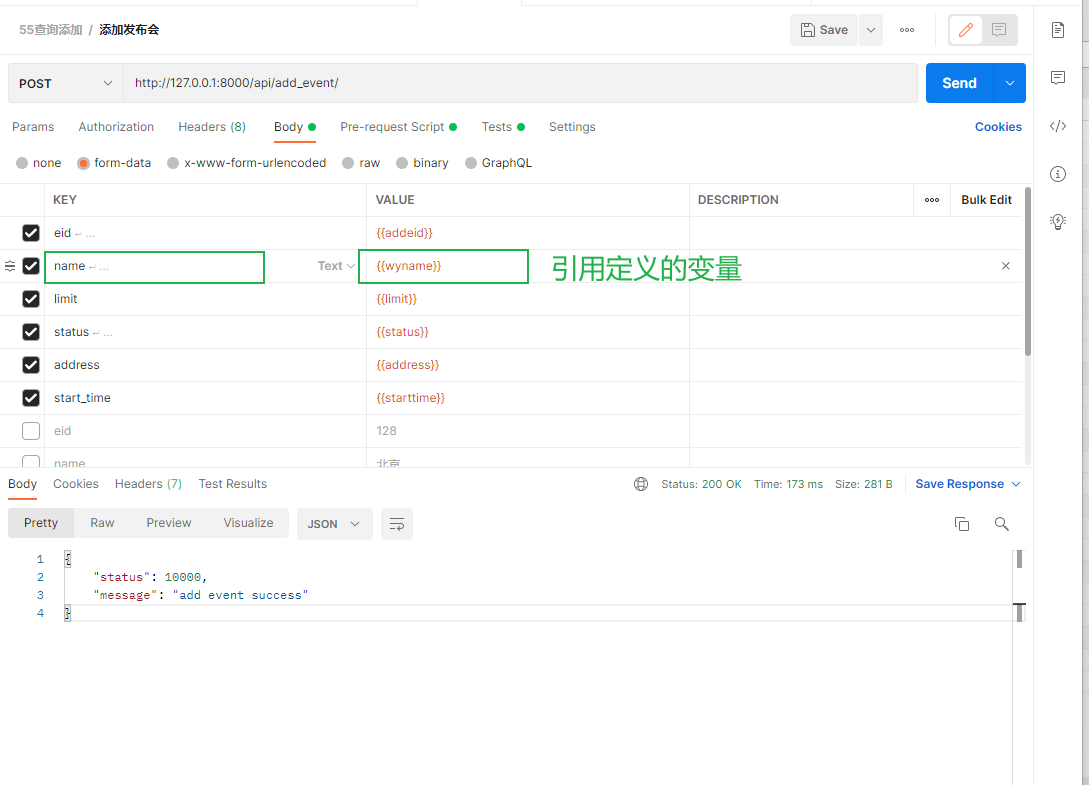 55查询添加 / 添加发布会
Save
POST http://127.0.0.1:8000/api/add_event/ Send
Params Authorization Headers (8) Body Pre-request Script Tests Settings Cookies
none form-data x-www-form-urlencoded raw binary GraphQL
KEY VALUE DESCRIPTION ooo Bulk Edit
eid ↵ ... {{addeid}}
name ↵ ... Text {{wyname}} 引用定义的变量
limit {{limit}}
status ↵ ... {{status}}
address {{address}}
start_time {{starttime}}
eid 128
name 北京
Body Cookies Headers (7) Test Results Status: 200 OK Time: 173 ms Size: 281 B Save Response
Pretty Raw Preview Visualize JSON
1 {
2 "status": 10000,
3 "message": "add event success"
4 }